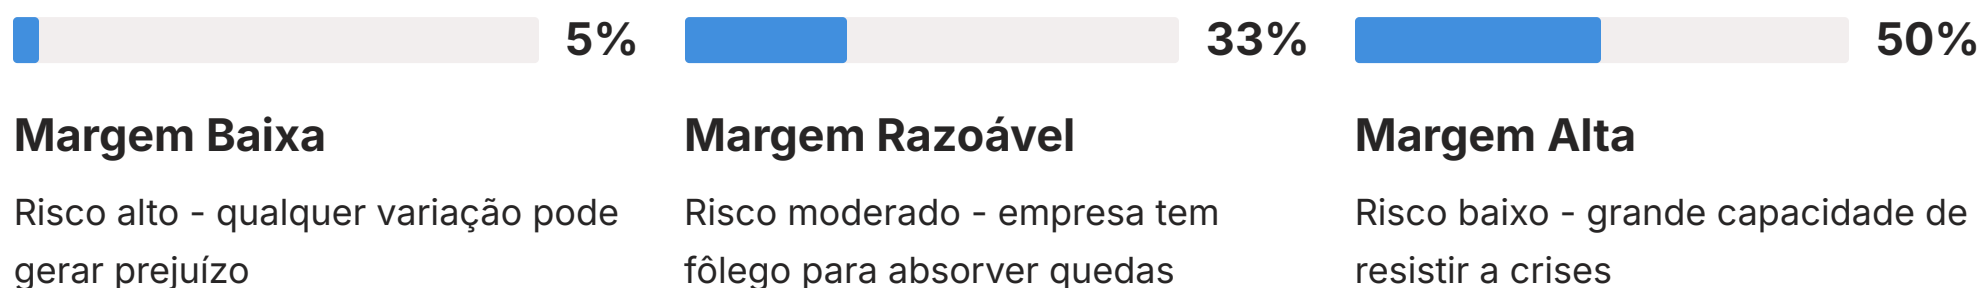 5%
Margem Baixa
Risco alto - qualquer variação pode
gerar prejuízo
33%
Margem Razoável
Risco moderado - empresa tem
fôlego para absorver quedas
50%
Margem Alta
Risco baixo - grande capacidade de
resistir a crises